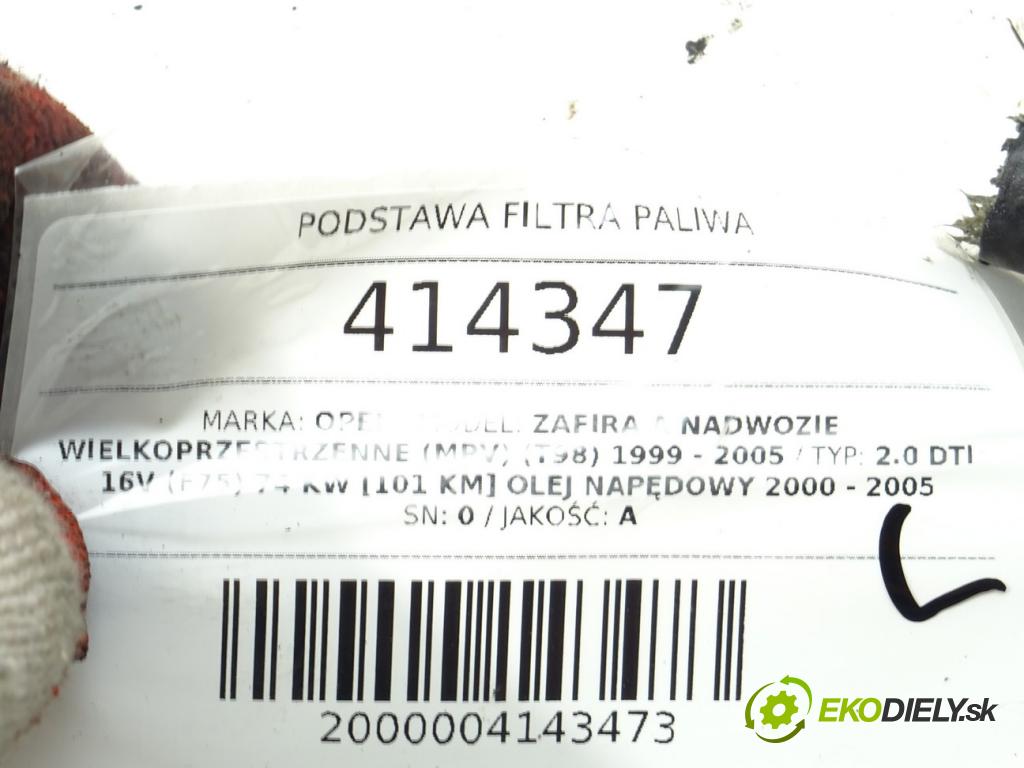 PODSTAWA FILTRA PALIWA
414347
MARKA: OPEL MODEL: ZAFIRA A NADWOZIE
WIELKOPRZESTRZENNE (MPV) (T98) 1999 - 2005 / TYP: 2.0 DTI
16V (F75) 74 KW [101 KM] OLEJ NAPĘDOWY 2000 - 2005
SN: 0 / JAKOŚĆ: A
2000004143473
EKODIELY.sk